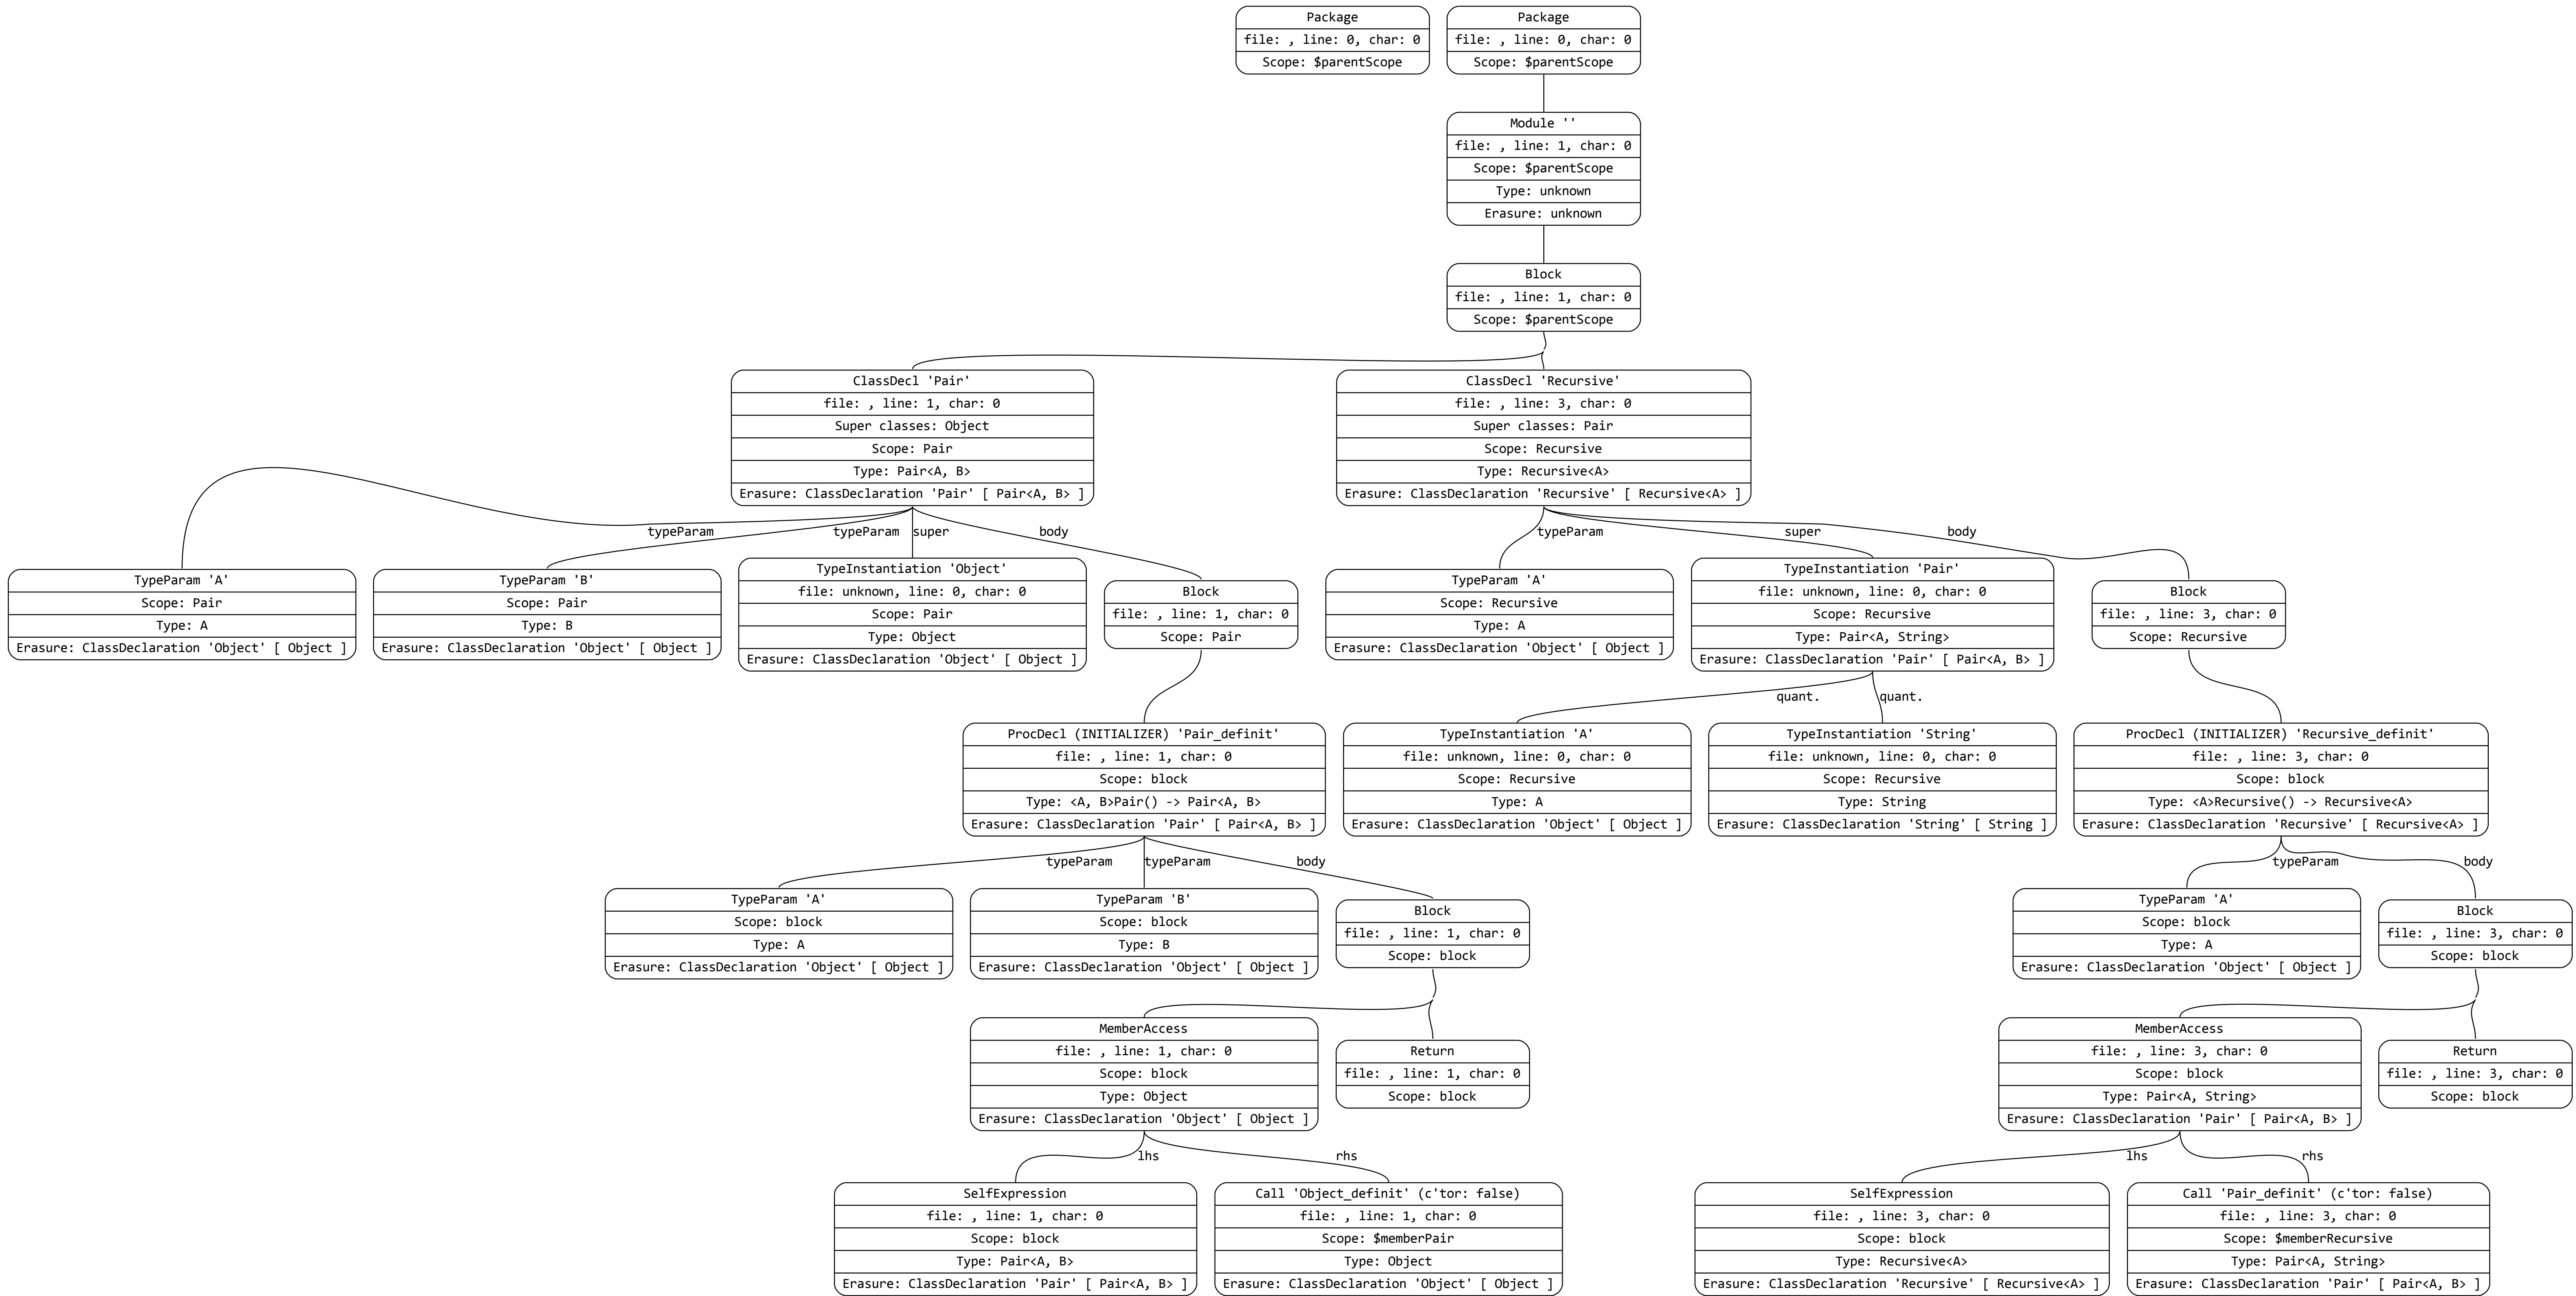 Package
file: , line: 0, char: 0
Scope: $parentScope
Package
file: , line: 0, char: 0
Scope: $parentScope
Module ''
file: , line: 1, char: 0
Scope: $parentScope
Type: unknown
Erasure: unknown
Block
file: , line: 1, char: 0
Scope: $parentScope
ClassDecl 'Pair'
file: , line: 1, char: 0
Super classes: Object
Scope: Pair
Type: Pair<A, B>
Erasure: ClassDeclaration 'Pair' [ Pair<A, B> ]
ClassDecl 'Recursive'
file: , line: 3, char: 0
Super classes: Pair
Scope: Recursive
Type: Recursive<A>
Erasure: ClassDeclaration 'Recursive' [ Recursive<A> ]
typeParam
typeParam
super
body
typeParam
super
body
TypeParam 'A'
Scope: Pair
Type: A
Erasure: ClassDeclaration 'Object' [ Object ]
TypeParam 'B'
Scope: Pair
Type: B
Erasure: ClassDeclaration 'Object' [ Object ]
TypeInstantiation 'Object'
file: unknown, line: 0, char: 0
Scope: Pair
Type: Object
Erasure: ClassDeclaration 'Object' [ Object ]
Block
file: , line: 1, char: 0
Scope: Pair
TypeParam 'A'
Scope: Recursive
Type: A
Erasure: ClassDeclaration 'Object' [ Object ]
TypeInstantiation 'Pair'
file: unknown, line: 0, char: 0
Scope: Recursive
Type: Pair<A, String>
Erasure: ClassDeclaration 'Pair' [ Pair<A, B> ]
Block
file: , line: 3, char: 0
Scope: Recursive
quant.
quant.
ProcDecl (INITIALIZER) 'Pair_definit'
file: , line: 1, char: 0
Scope: block
Type: <A, B>Pair() -> Pair<A, B>
Erasure: ClassDeclaration 'Pair' [ Pair<A, B> ]
TypeInstantiation 'A'
file: unknown, line: 0, char: 0
Scope: Recursive
Type: A
Erasure: ClassDeclaration 'Object' [ Object ]
TypeInstantiation 'String'
file: unknown, line: 0, char: 0
Scope: Recursive
Type: String
Erasure: ClassDeclaration 'String' [ String ]
ProcDecl (INITIALIZER) 'Recursive_definit'
file: , line: 3, char: 0
Scope: block
Type: <A>Recursive() -> Recursive<A>
Erasure: ClassDeclaration 'Recursive' [ Recursive<A> ]
typeParam
typeParam
body
typeParam
body
TypeParam 'A'
Scope: block
Type: A
Erasure: ClassDeclaration 'Object' [ Object ]
TypeParam 'B'
Scope: block
Type: B
Erasure: ClassDeclaration 'Object' [ Object ]
Block
file: , line: 1, char: 0
Scope: block
TypeParam 'A'
Scope: block
Type: A
Erasure: ClassDeclaration 'Object' [ Object ]
Block
file: , line: 3, char: 0
Scope: block
MemberAccess
file: , line: 1, char: 0
Scope: block
Type: Object
Erasure: ClassDeclaration 'Object' [ Object ]
Return
file: , line: 1, char: 0
Scope: block
MemberAccess
file: , line: 3, char: 0
Scope: block
Type: Pair<A, String>
Erasure: ClassDeclaration 'Pair' [ Pair<A, B> ]
Return
file: , line: 3, char: 0
Scope: block
lhs
rhs
lhs
rhs
SelfExpression
file: , line: 1, char: 0
Scope: block
Type: Pair<A, B>
Erasure: ClassDeclaration 'Pair' [ Pair<A, B> ]
Call 'Object_definit' (c'tor: false)
file: , line: 1, char: 0
Scope: $memberPair
Type: Object
Erasure: ClassDeclaration 'Object' [ Object ]
SelfExpression
file: , line: 3, char: 0
Scope: block
Type: Recursive<A>
Erasure: ClassDeclaration 'Recursive' [ Recursive<A> ]
Call 'Pair_definit' (c'tor: false)
file: , line: 3, char: 0
Scope: $memberRecursive
Type: Pair<A, String>
Erasure: ClassDeclaration 'Pair' [ Pair<A, B> ]